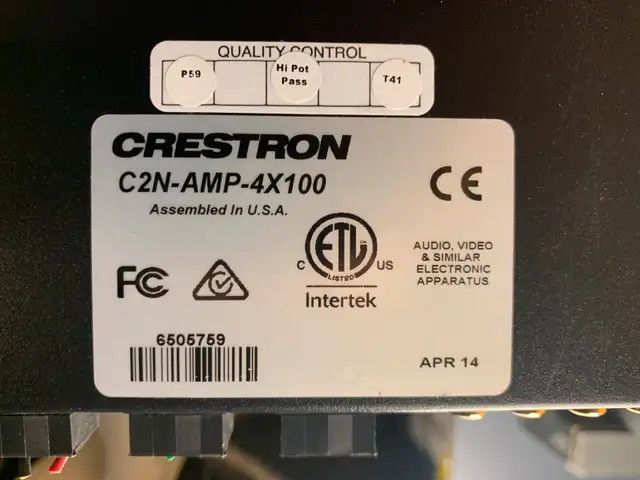 QUALITY CONTROL
P59
Hi Pot
Pass
T41
CRESTRON
C2N-AMP-4X100
Assembled In U.S.A.
CE
FC
ETL
CM
C US
LISTED
Intertek
AUDIO, VIDEO
& SIMILAR
ELECTRONIC
APPARATUS
6505759
APR 14